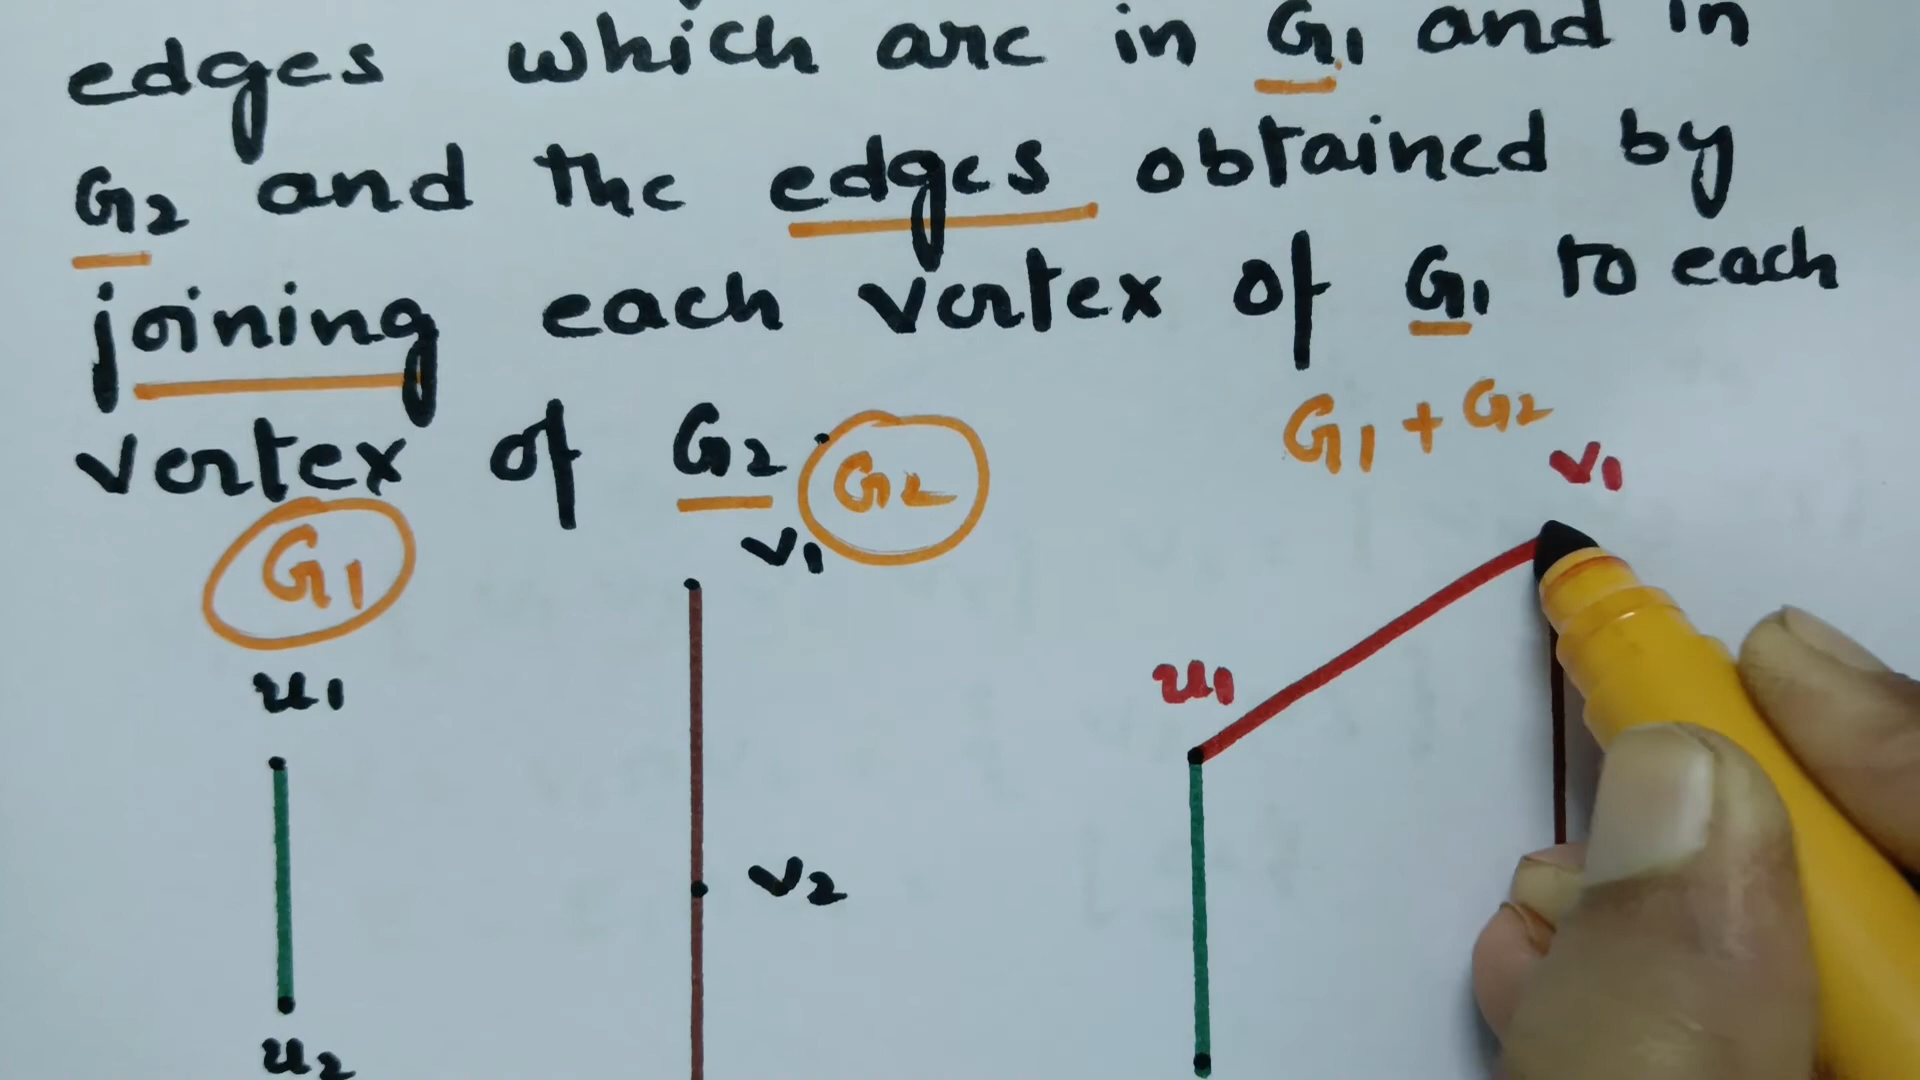 edges which are in G1 and in
G2 and the edges obtained by
joining each vertex of G1 to each
vertex of G2.
G1
G2
G1 + G2
v1
v1
u1
u1
v2
u2